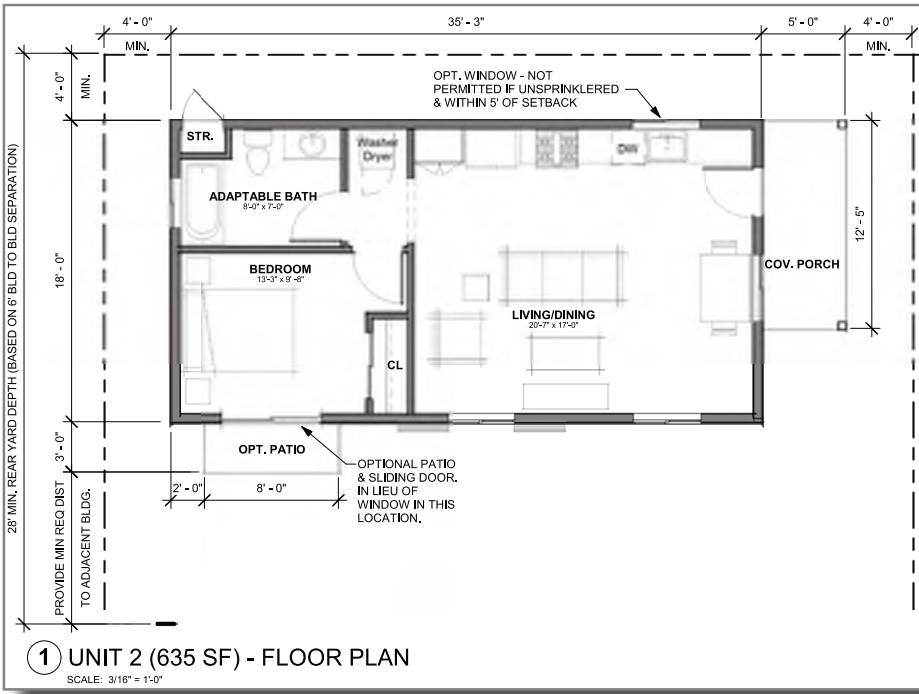 4' - 0"
35' - 3"
5' - 0"
4' - 0"
MIN.
MIN.
OPT. WINDOW - NOT
PERMITTED IF UNSPRINKLERED
& WITHIN 5' OF SETBACK
4' - 0"
MIN.
STR.
Washer
Dryer
DW
ADAPTABLE BATH
8'-0" x 7'-0"
28' MIN. REAR YARD DEPTH (BASED ON 6' BLD TO BLD SEPARATION)
18' - 0"
12' - 5"
BEDROOM
13'-3" x 9' -8"
COV. PORCH
LIVING/DINING
20'-7" x 17'-0"
CL
3' - 0"
OPT. PATIO
OPTIONAL PATIO
& SLIDING DOOR.
IN LIEU OF
WINDOW IN THIS
LOCATION.
2' - 0"
8' - 0"
PROVIDE MIN REQ DIST
TO ADJACENT BLDG.
1 UNIT 2 (635 SF) - FLOOR PLAN
SCALE: 3/16" = 1'-0"